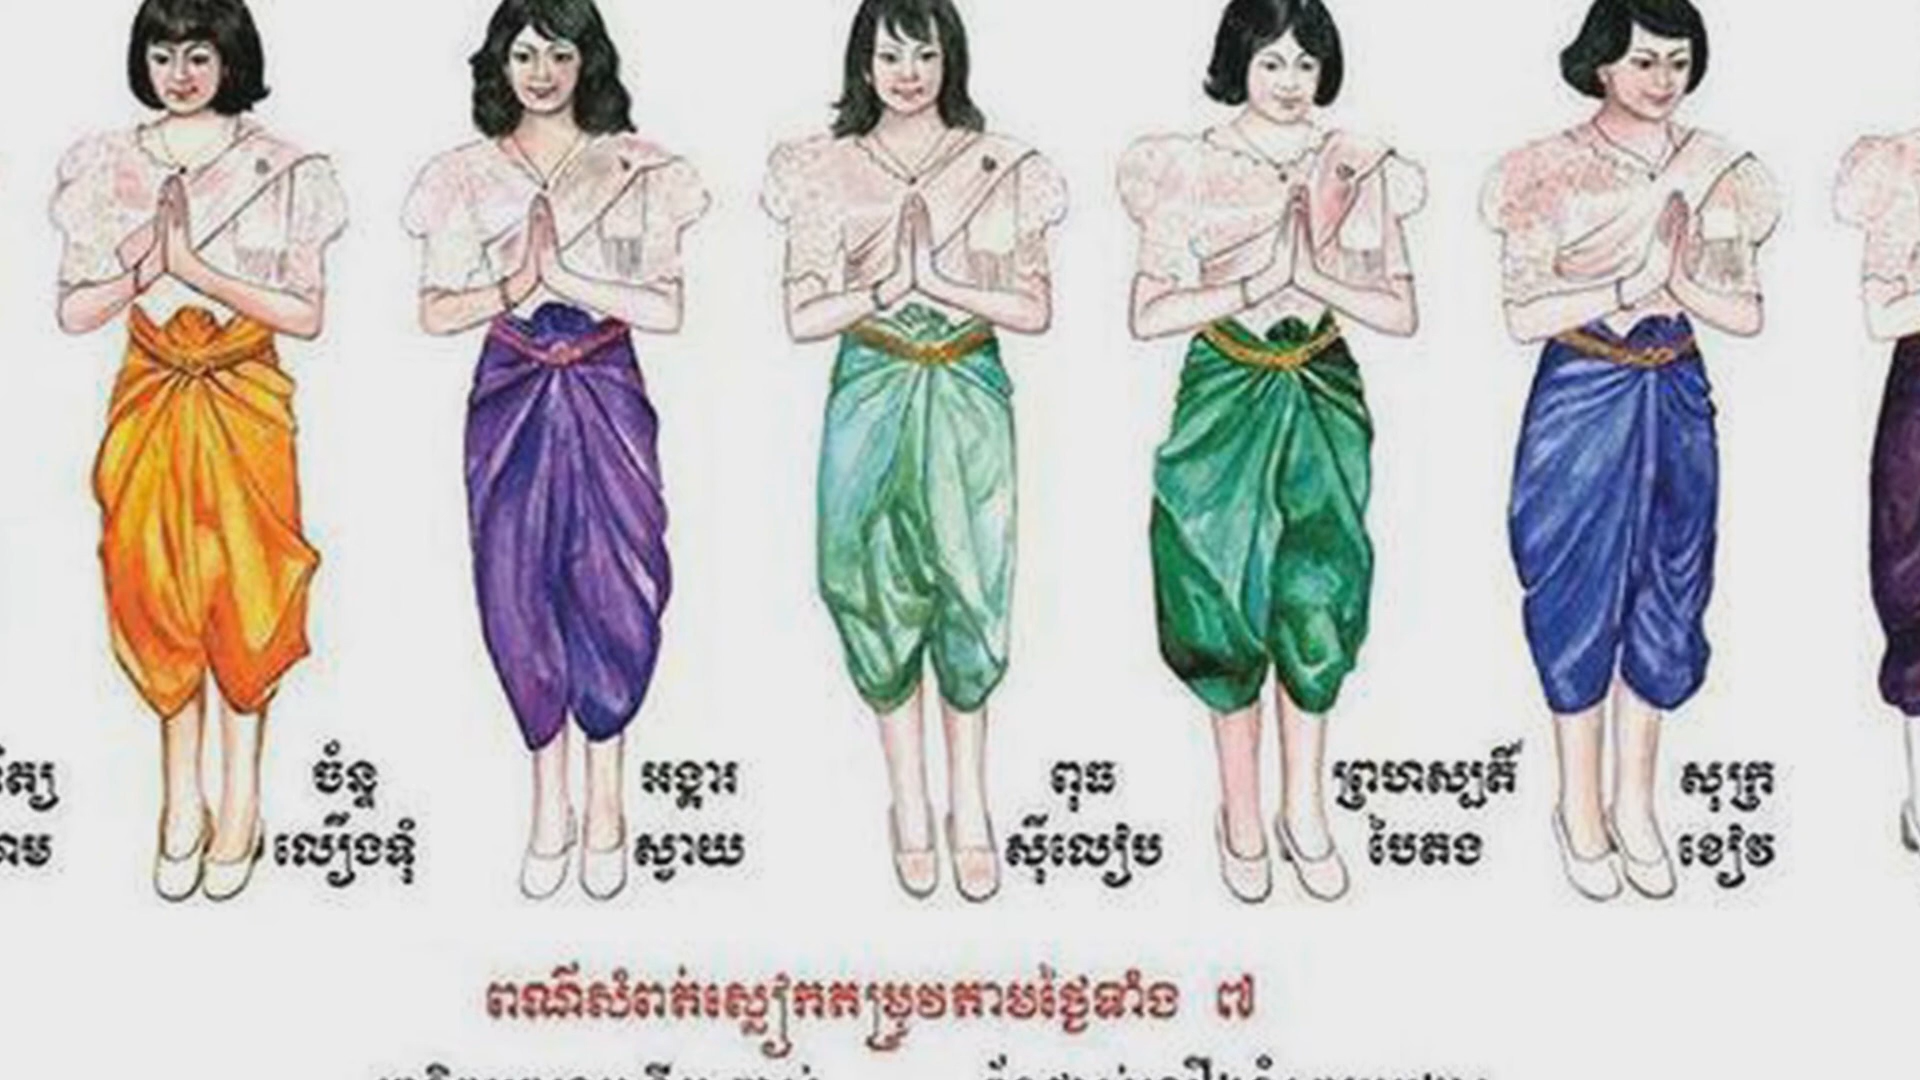 ច័ន្ទ
លឿងទុំ
អង្គារ
ស្វាយ
ពុធ
ស៊ីលៀប
ព្រហស្បតិ៍
បៃតង
សុក្រ
ខៀវ
ពណ៌សំពត់ស្លៀកតម្រូវតាមថ្ងៃទាំង ៧